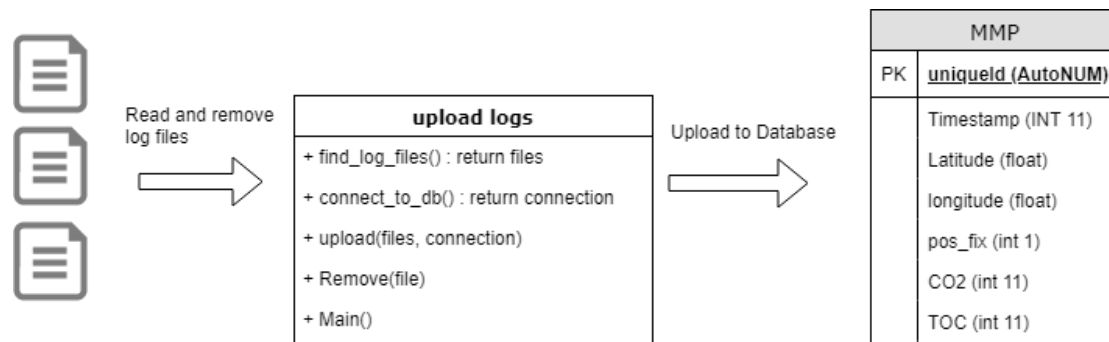 Read and remove
log files
upload logs
+ find_log_files() : return files
+ connect_to_db() : return connection
+ upload(files, connection)
+ Remove(file)
+ Main()
Upload to Database
MMP
PK uniqueId (AutoNUM)
Timestamp (INT 11)
Latitude (float)
longitude (float)
pos_fix (int 1)
CO2 (int 11)
TOC (int 11)